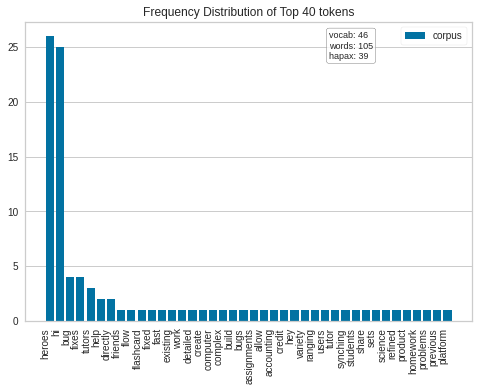 Frequency Distribution of Top 40 tokens
vocab: 46
words: 105
hapax: 39
corpus
25
20
15
10
5
0
heroes
hi
bug
fixes
tutors
help
directly
friends
flow
flashcard
fixed
fast
existing
work
detailed
create
computer
complex
build
bugs
assignments
allow
accounting
credit
hey
variety
ranging
users
tutor
synching
students
share
sets
science
refined
product
homework
problems
previous
platform